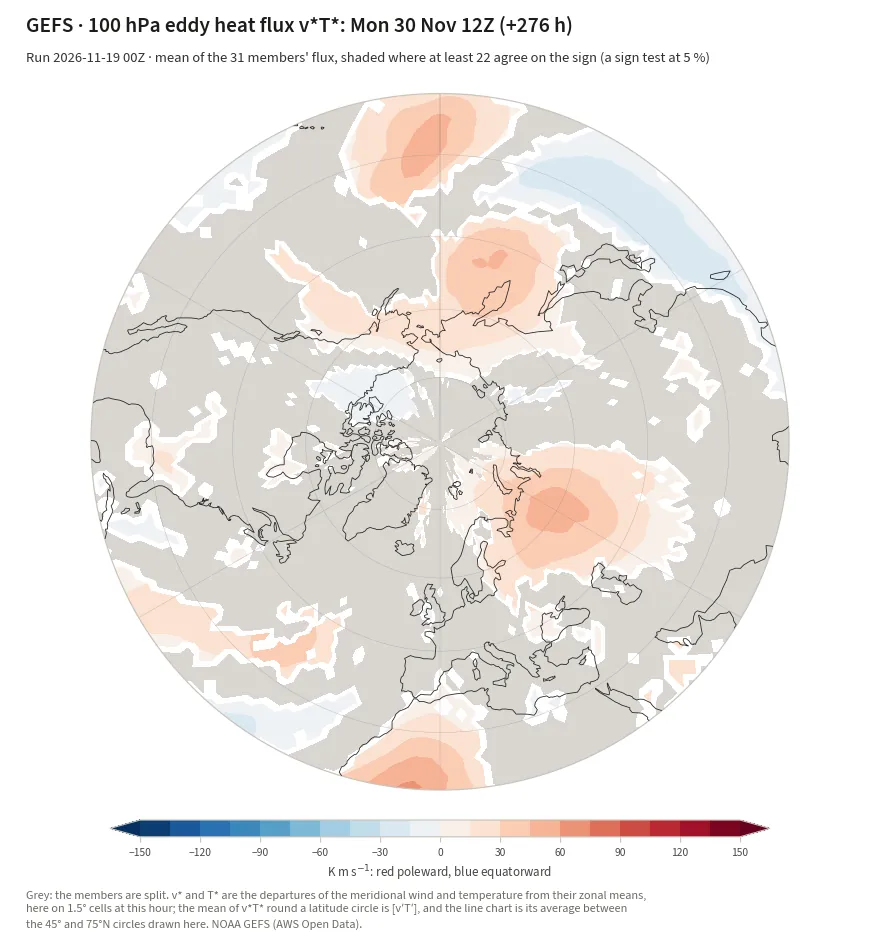 GEFS · 100 hPa eddy heat flux v*T*: Mon 30 Nov 12Z (+276 h)
Run 2026-11-19 00Z · mean of the 31 members' flux, shaded where at least 22 agree on the sign (a sign test at 5 %)
−150 −120 −90 −60 −30 0 30 60 90 120 150
K m s⁻¹: red poleward, blue equatorward
Grey: the members are split. v* and T* are the departures of the meridional wind and temperature from their zonal means,
here on 1.5° cells at this hour; the mean of v*T* round a latitude circle is [v'T'], and the line chart is its average between
the 45° and 75°N circles drawn here. NOAA GEFS (AWS Open Data).